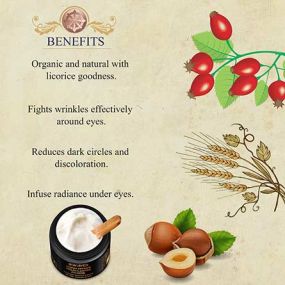 BENEFITS
Organic and natural with
licorice goodness.
Fights wrinkles effectively
around eyes.
Reduces dark circles and
discoloration.
Infuse radiance under eyes.